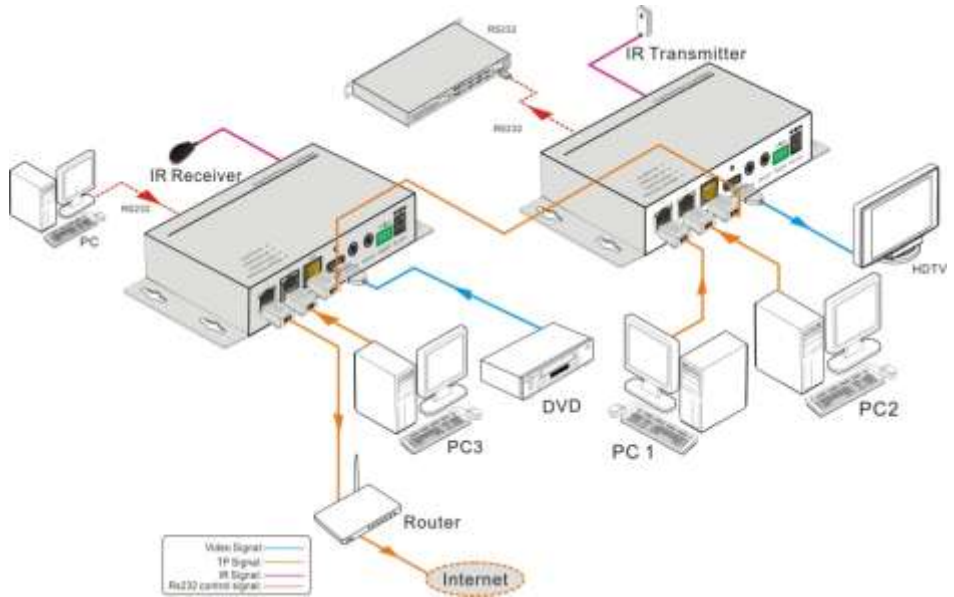 RS232
IR Transmitter
RS232
IR Receiver
PC
RS232
HDTV
DVD
PC3
PC 1
PC2
Router
Internet
Video Signal:
TP Signal:
IR Signal:
Rs232 control signal: